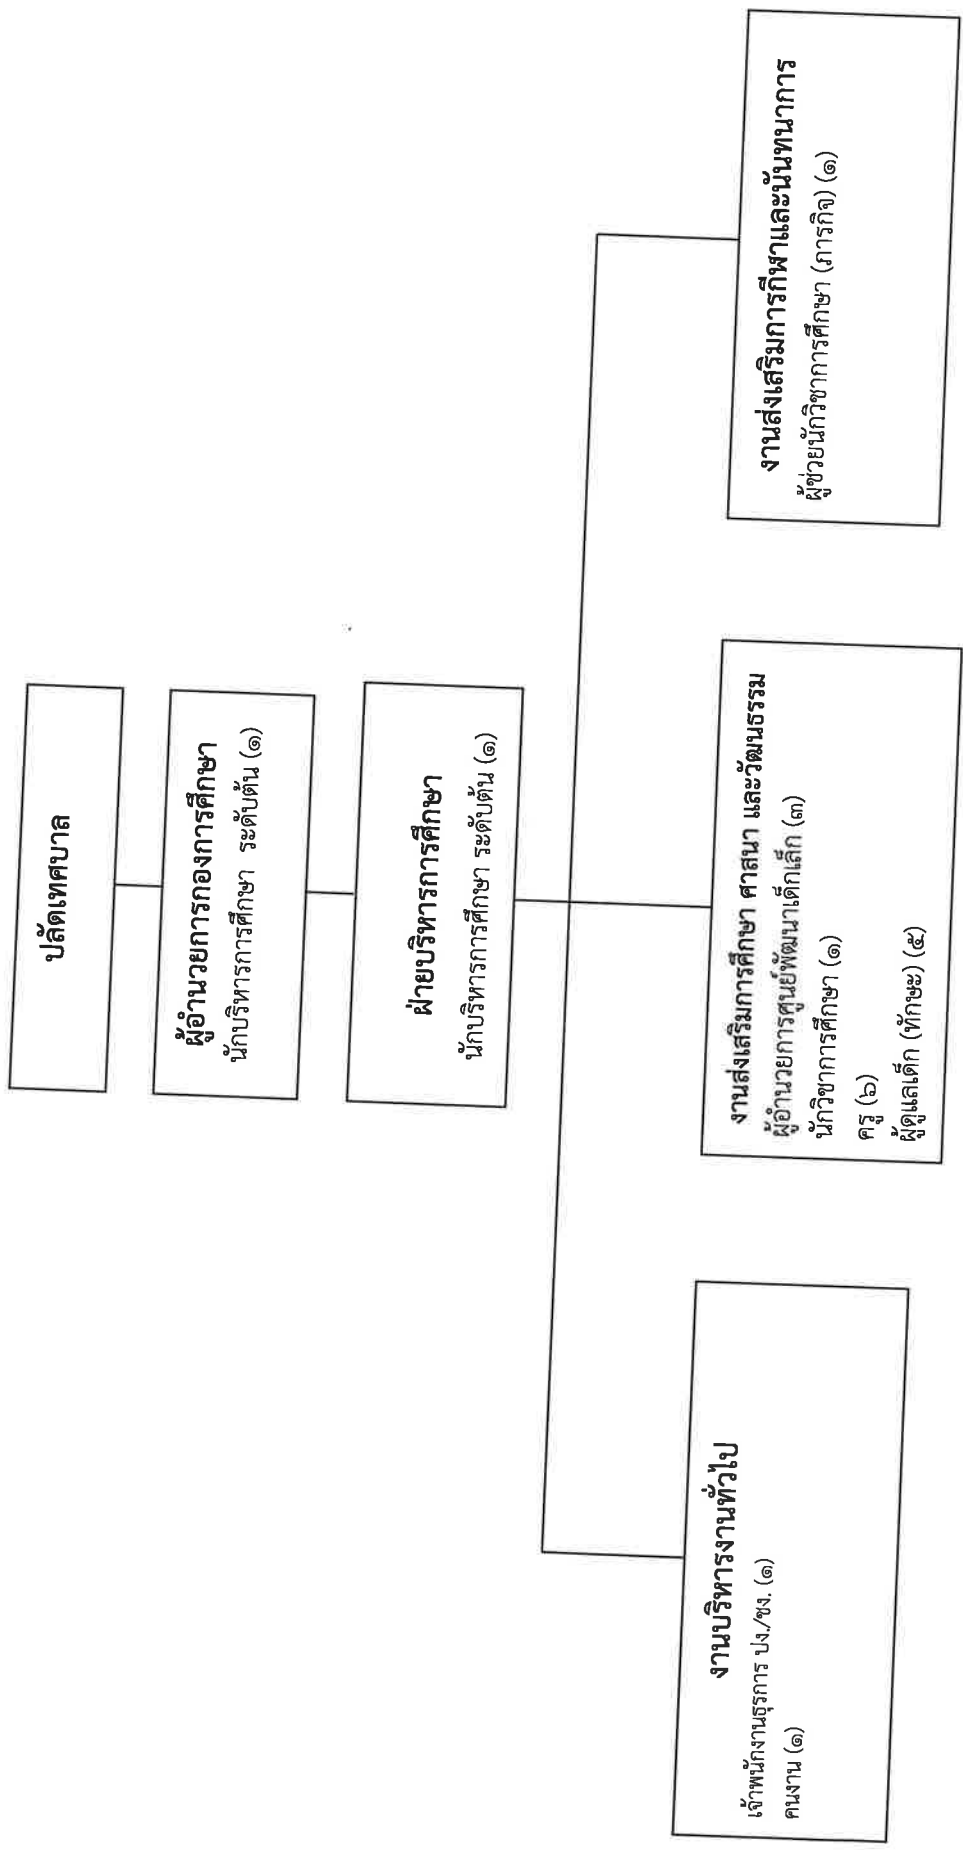 ปลัดเทศบาล
ผู้อำนวยการกองการศึกษา
นักบริหารการศึกษา ระดับต้น (๑)
ฝ่ายบริหารการศึกษา
นักบริหารการศึกษา ระดับต้น (๑)
งานบริหารงานทั่วไป
เจ้าพนักงานธุรการ ปง./ชง. (๑)
คนงาน (๑)
งานส่งเสริมการศึกษา ศาสนา และวัฒนธรรม
ผู้อำนวยการศูนย์พัฒนาเด็กเล็ก (๓)
นักวิชาการศึกษา (๑)
ครู (๖)
ผู้ดูแลเด็ก (ทักษะ) (๕)
งานส่งเสริมการกีฬาและนันทนาการ
ผู้ช่วยนักวิชาการศึกษา (ภารกิจ) (๑)